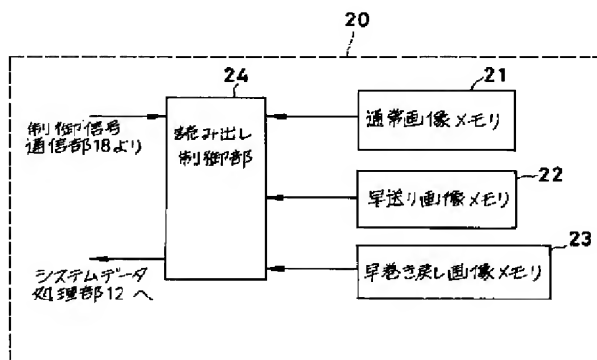 20
24
21
制御信号
通信部18より
読み出し
制御部
通常画像メモリ
22
早送り画像メモリ
23
システムデータ
処理部12へ
早巻き戻し画像メモリ